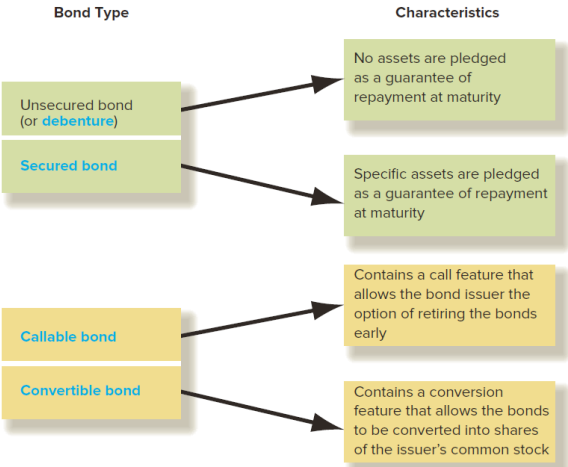 Bond Type
Characteristics
Unsecured bond
(or debenture)
No assets are pledged
as a guarantee of
repayment at maturity
Secured bond
Specific assets are pledged
as a guarantee of repayment
at maturity
Callable bond
Contains a call feature that
allows the bond issuer the
option of retiring the bonds
early
Convertible bond
Contains a conversion
feature that allows the bonds
to be converted into shares
of the issuer’s common stock